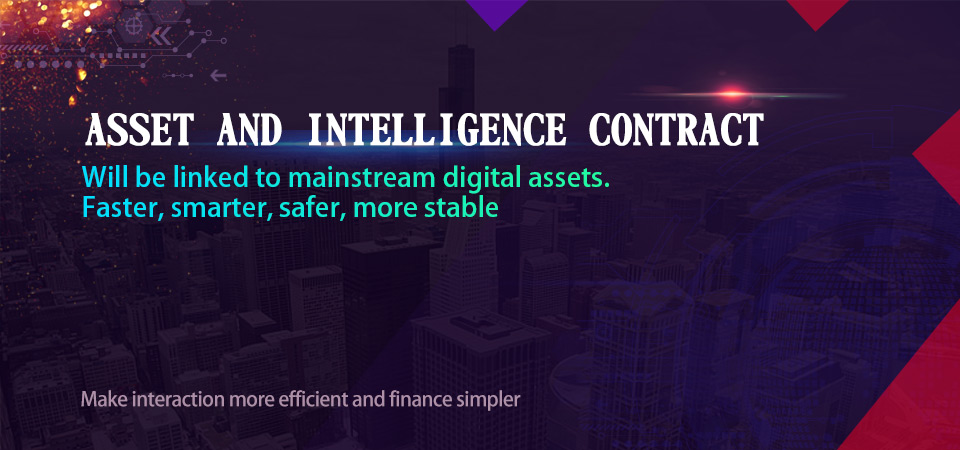 ASSET AND INTELLIGENCE CONTRACT
Will be linked to mainstream digital assets.
Faster, smarter, safer, more stable
Make interaction more efficient and finance simpler